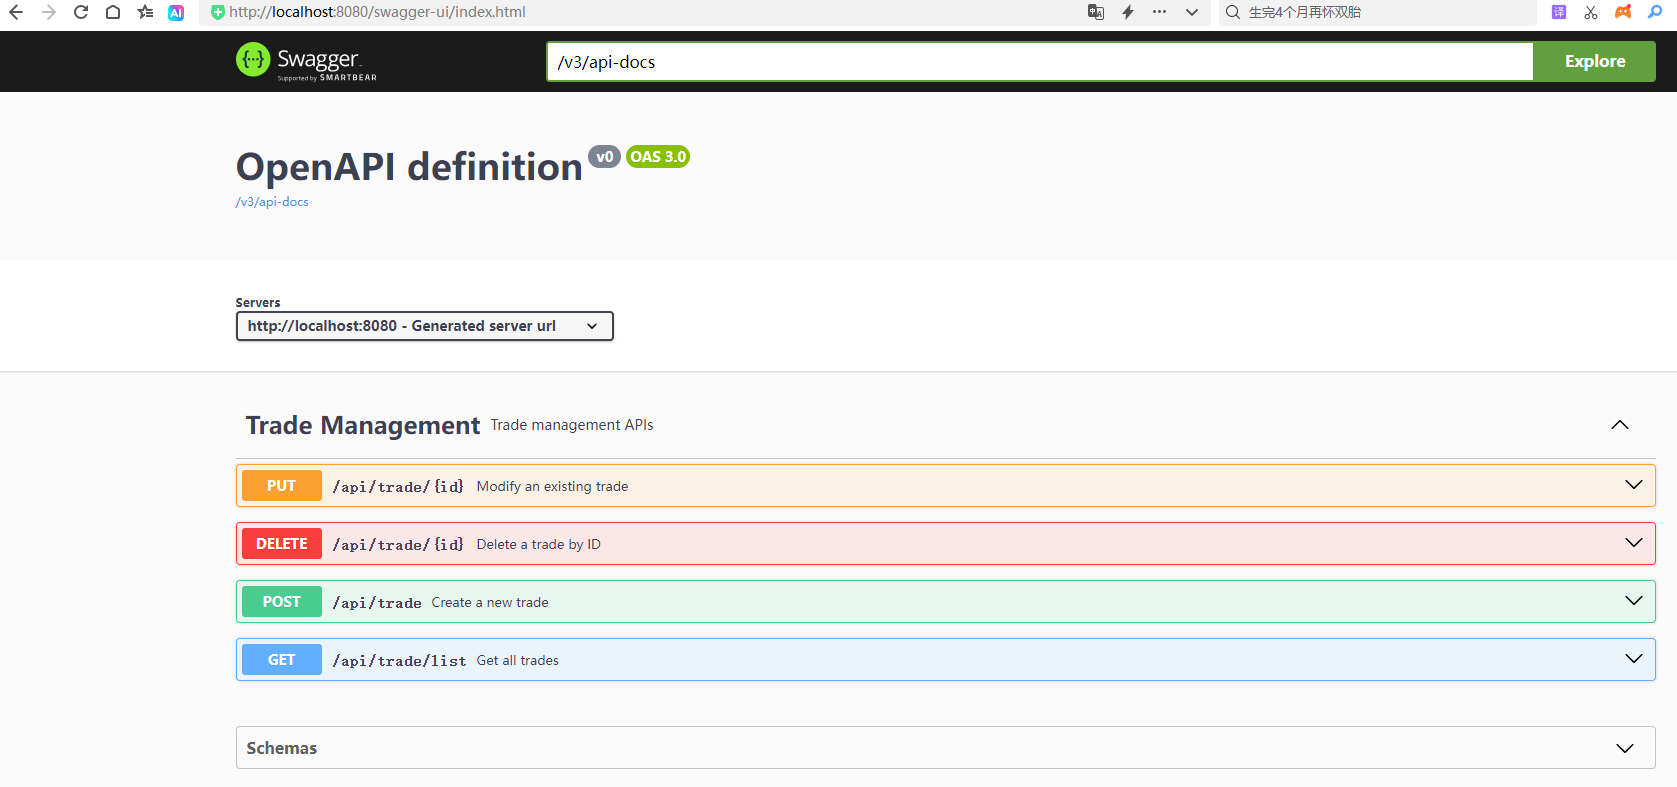 AI http://localhost:8080/swagger-ui/index.html 生完4个月再怀双胎 译
Swagger
Supported by SMARTBEAR
/v3/api-docs Explore
OpenAPI definition v0 OAS 3.0
/v3/api-docs
Servers
http://localhost:8080 - Generated server url
Trade Management Trade management APIs
PUT /api/trade/{id} Modify an existing trade
DELETE /api/trade/{id} Delete a trade by ID
POST /api/trade Create a new trade
GET /api/trade/list Get all trades
Schemas